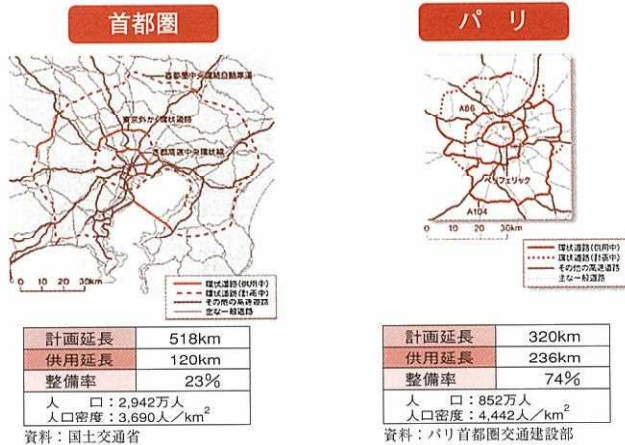 首都圏
首都圏中央連絡自動車道
東京外かく環状道路
首都高速中央環状線
0 10 20 30km
環状道路(供用中)
環状道路(計画中)
その他の高速道路
主な一般道路
計画延長 518km
供用延長 120km
整備率 23%
人　口：2,942万人
人口密度：3,690人／km²
資料：国土交通省
パリ
A86
ペリフェリック
A104
0 10 20 30km
環状道路(供用中)
環状道路(計画中)
その他の高速道路
主な一般道路
計画延長 320km
供用延長 236km
整備率 74%
人　口：852万人
人口密度：4,442人／km²
資料：パリ首都圏交通建設部